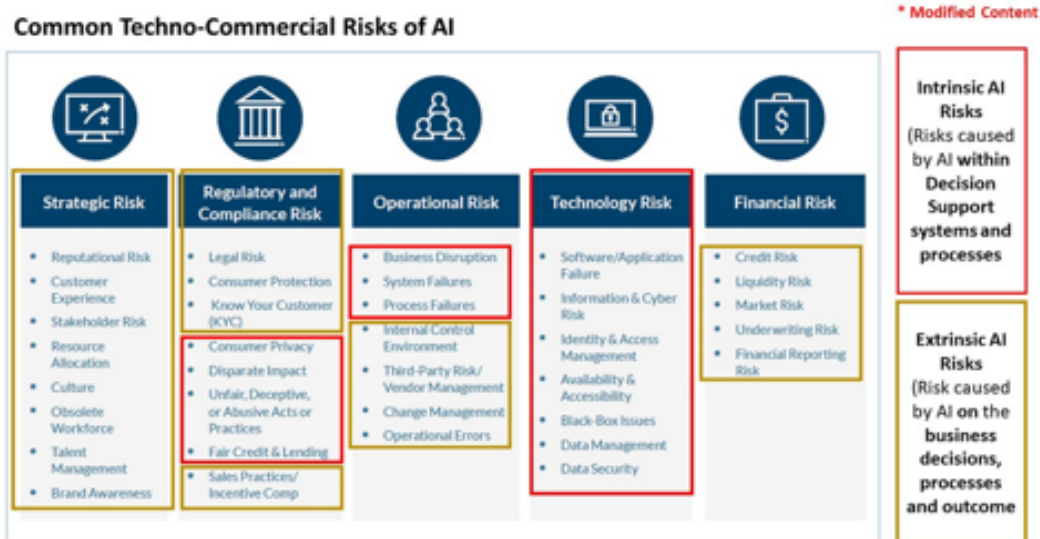 Common Techno-Commercial Risks of AI
* Modified Content
Strategic Risk
• Reputational Risk
• Customer
Experience
• Stakeholder Risk
• Resource
Allocation
• Culture
• Obsolete
Workforce
• Talent
Management
• Brand Awareness
Regulatory and
Compliance Risk
• Legal Risk
• Consumer Protection
• Know Your Customer
(KYC)
• Consumer Privacy
• Disparate Impact
• Unfair, Deceptive,
or Abusive Acts or
Practices
• Fair Credit & Lending
• Sales Practices/
Incentive Comp
Operational Risk
• Business Disruption
• System Failures
• Process Failures
• Internal Control
Environment
• Third-Party Risk/
Vendor Management
• Change Management
• Operational Errors
Technology Risk
• Software/Application
Failure
• Information & Cyber
Risk
• Identity & Access
Management
• Availability &
Accessibility
• Black-Box Issues
• Data Management
• Data Security
Financial Risk
• Credit Risk
• Liquidity Risk
• Market Risk
• Underwriting Risk
• Financial Reporting
Risk
Intrinsic AI
Risks
(Risks caused
by AI within
Decision
Support
systems and
processes
Extrinsic AI
Risks
(Risk caused
by AI on the
business
decisions,
processes
and outcome